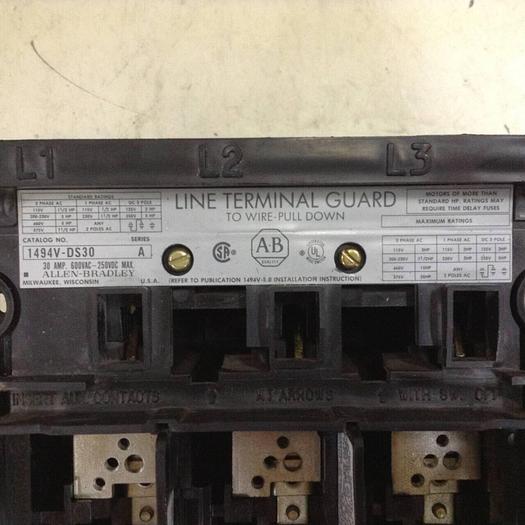 L1 L2 L3
STANDARD RATINGS
3 PHASE AC 1 PHASE AC DC 2 POLE
LINE TERMINAL GUARD
TO WIRE-PULL DOWN
MOTORS OF MORE THAN
STANDARD HP. RATINGS MAY
REQUIRE TIME DELAY FUSES
MAXIMUM RATINGS
3 PHASE AC 1 PHASE AC DC 2 POLE
CATALOG NO. SERIES
1494V-DS30 A
30 AMP. 600VAC-250VDC MAX.
ALLEN-BRADLEY
MILWAUKEE, WISCONSIN U.S.A.
A-B
QUALITY
UL
(REFER TO PUBLICATION 1494V-5.0 INSTALLATION INSTRUCTION)
INSERT AUX. CONTACTS ↑ AT ARROWS ↑ WITH SW. OFF